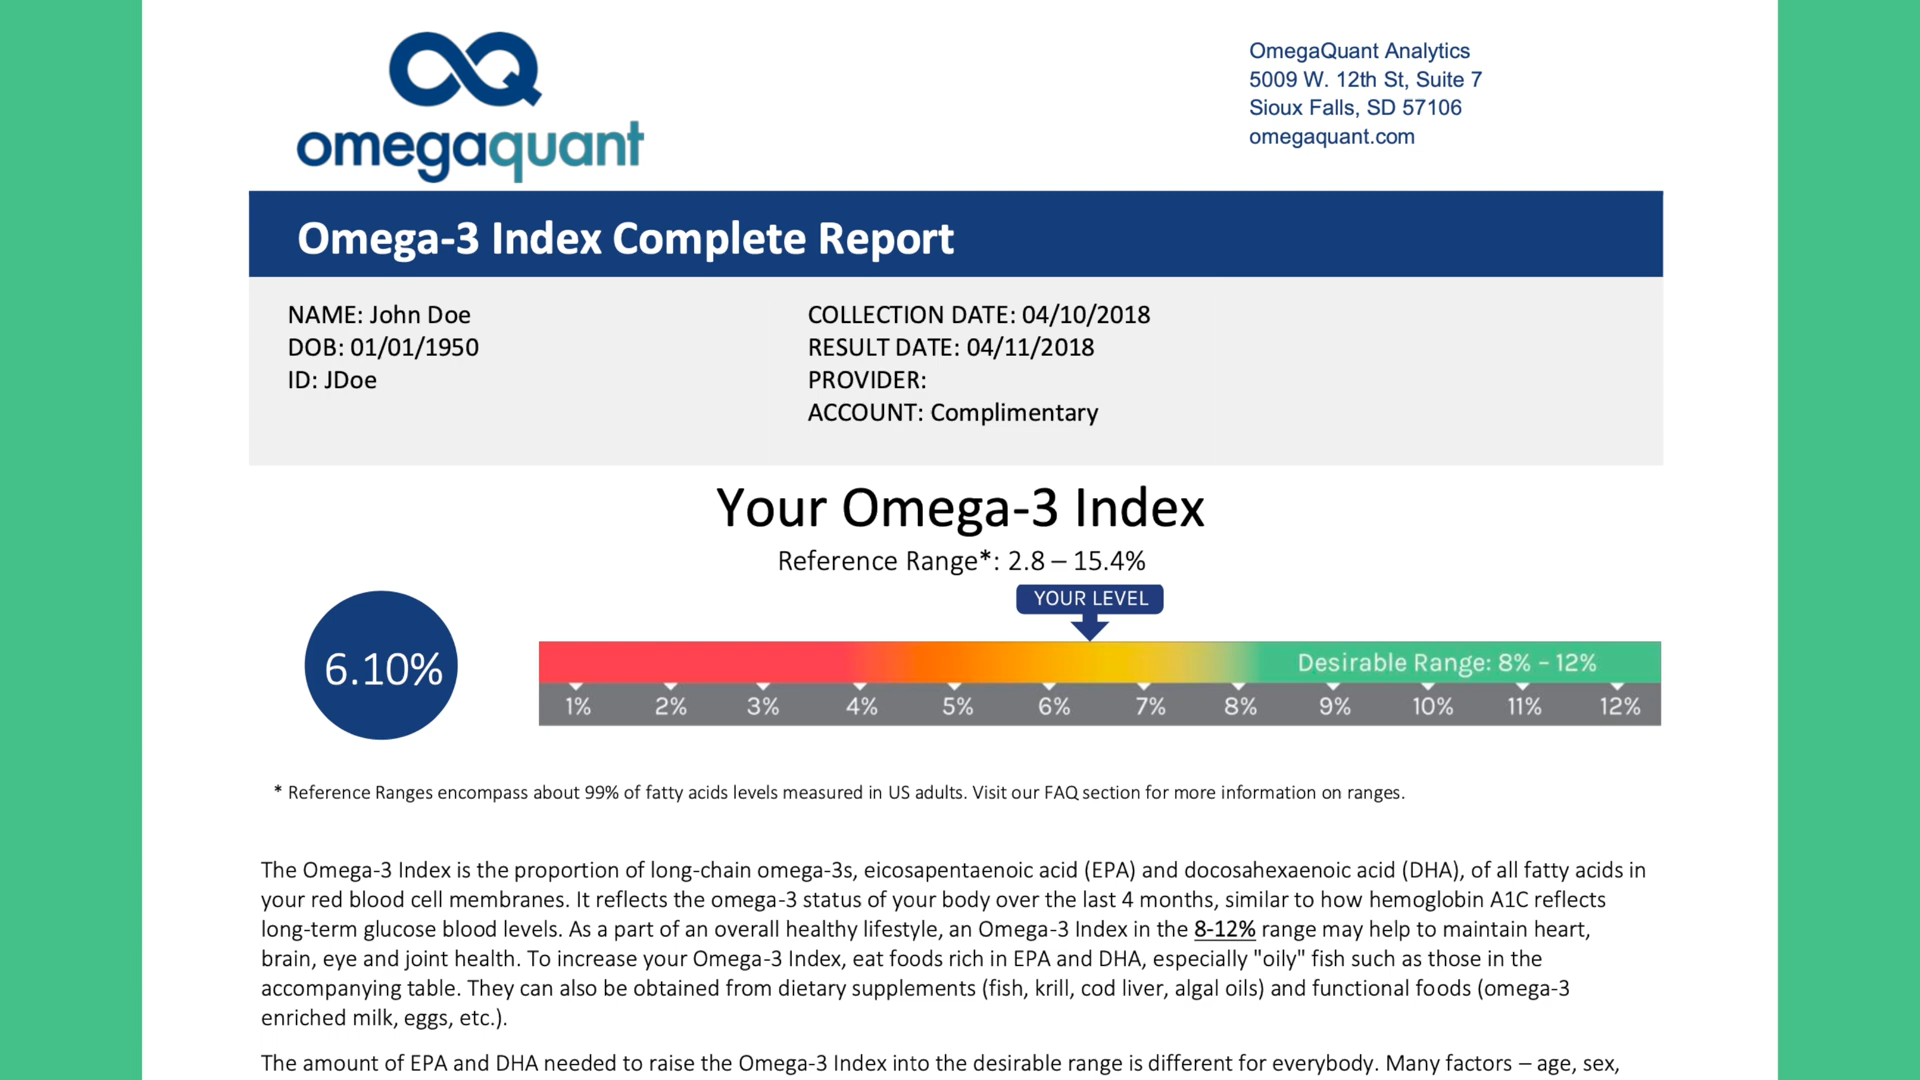 omegaquant
OmegaQuant Analytics
5009 W. 12th St, Suite 7
Sioux Falls, SD 57106
omegaquant.com
Omega-3 Index Complete Report
NAME: John Doe
DOB: 01/01/1950
ID: JDoe
COLLECTION DATE: 04/10/2018
RESULT DATE: 04/11/2018
PROVIDER:
ACCOUNT: Complimentary
Your Omega-3 Index
Reference Range*: 2.8 – 15.4%
YOUR LEVEL
6.10%
Desirable Range: 8% – 12%
1% 2% 3% 4% 5% 6% 7% 8% 9% 10% 11% 12%
* Reference Ranges encompass about 99% of fatty acids levels measured in US adults. Visit our FAQ section for more information on ranges.
The Omega-3 Index is the proportion of long-chain omega-3s, eicosapentaenoic acid (EPA) and docosahexaenoic acid (DHA), of all fatty acids in
your red blood cell membranes. It reflects the omega-3 status of your body over the last 4 months, similar to how hemoglobin A1C reflects
long-term glucose blood levels. As a part of an overall healthy lifestyle, an Omega-3 Index in the 8-12% range may help to maintain heart,
brain, eye and joint health. To increase your Omega-3 Index, eat foods rich in EPA and DHA, especially "oily" fish such as those in the
accompanying table. They can also be obtained from dietary supplements (fish, krill, cod liver, algal oils) and functional foods (omega-3
enriched milk, eggs, etc.).
The amount of EPA and DHA needed to raise the Omega-3 Index into the desirable range is different for everybody. Many factors – age, sex,